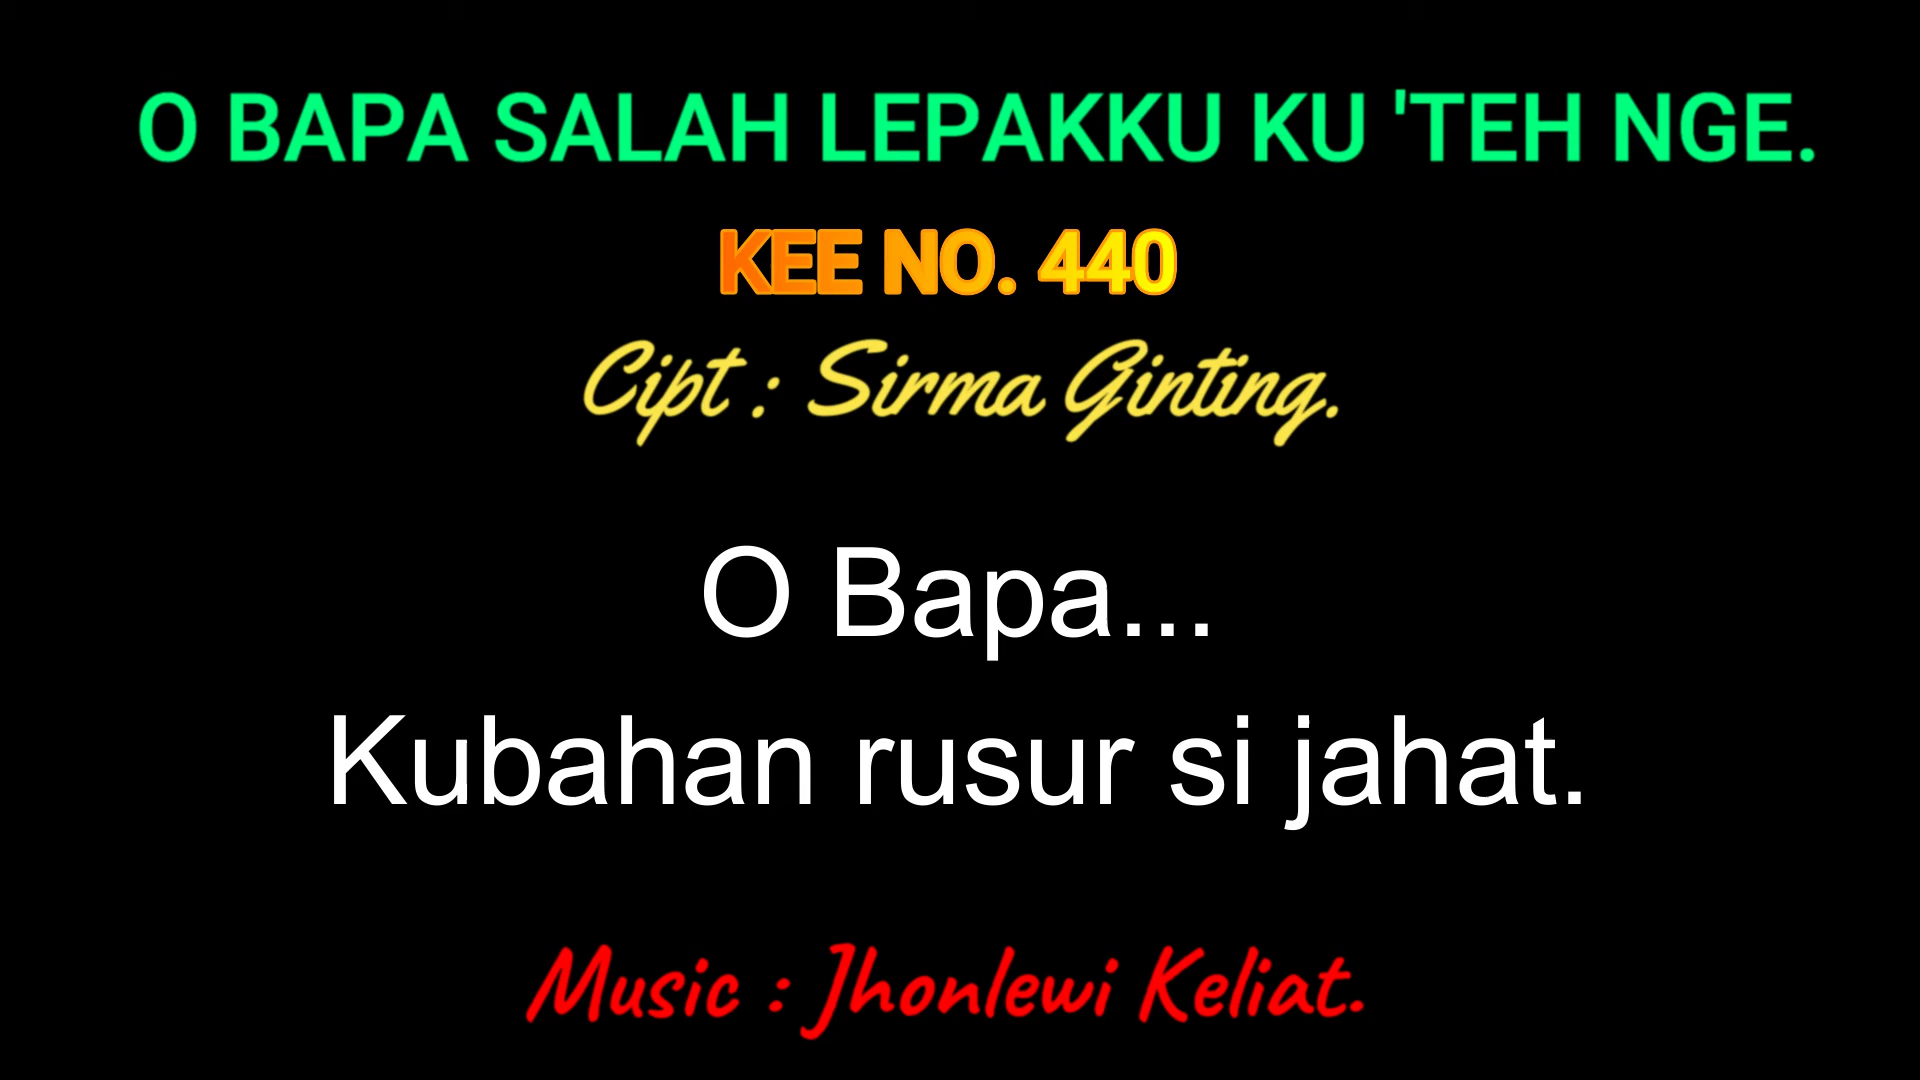 O BAPA SALAH LEPAKKU KU 'TEH NGE.
KEE NO. 440
Cipt : Sirma Ginting.
O Bapa...
Kubahan rusur si jahat.
Music : Jhonlewi Keliat.